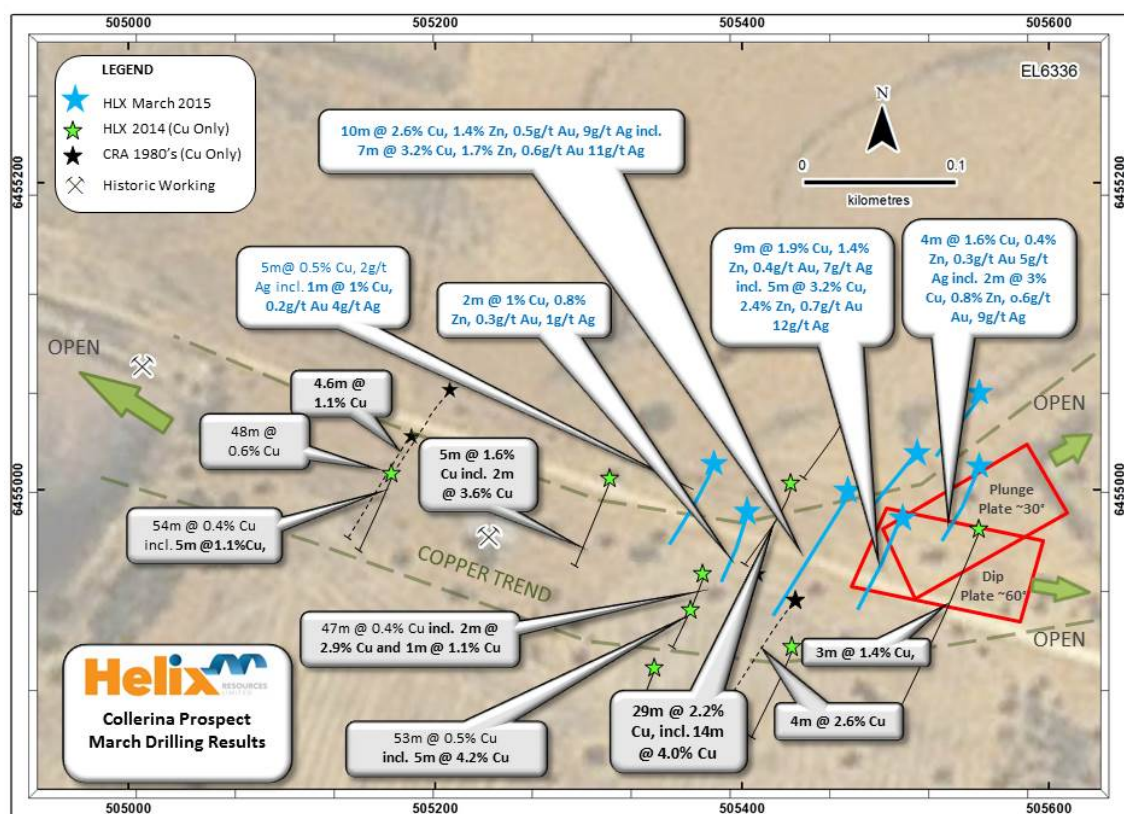 505000
505200
505400
505600
6455200
6455200
6455000
6455000
LEGEND
HLX March 2015
HLX 2014 (Cu Only)
CRA 1980's (Cu Only)
Historic Working
EL6336
N
0
0.1
kilometres
10m @ 2.6% Cu, 1.4% Zn, 0.5g/t Au, 9g/t Ag incl.
7m @ 3.2% Cu, 1.7% Zn, 0.6g/t Au 11g/t Ag
5m@ 0.5% Cu, 2g/t
Ag incl. 1m @ 1% Cu,
0.2g/t Au 4g/t Ag
2m @ 1% Cu, 0.8%
Zn, 0.3g/t Au, 1g/t Ag
9m @ 1.9% Cu, 1.4%
Zn, 0.4g/t Au, 7g/t Ag
incl. 5m @ 3.2% Cu,
2.4% Zn, 0.7g/t Au
12g/t Ag
4m @ 1.6% Cu, 0.4%
Zn, 0.3g/t Au 5g/t
Ag incl. 2m @ 3%
Cu, 0.8% Zn, o.6g/t
Au, 9g/t Ag
OPEN
4.6m @
1.1% Cu
48m @
0.6% Cu
5m @ 1.6%
Cu incl. 2m
@ 3.6% Cu
54m @ 0.4% Cu
incl. 5m @1.1%Cu,
COPPER TREND
OPEN
Plunge
Plate ~30°
Dip
Plate ~60°
OPEN
47m @ 0.4% Cu incl. 2m @
2.9% Cu and 1m @ 1.1% Cu
3m @ 1.4% Cu,
4m @ 2.6% Cu
29m @ 2.2%
Cu, incl. 14m
@ 4.0% Cu
53m @ 0.5% Cu
incl. 5m @ 4.2% Cu
Helix
RESOURCES
LIMITED
Collerina Prospect
March Drilling Results
505000
505200
505400
505600